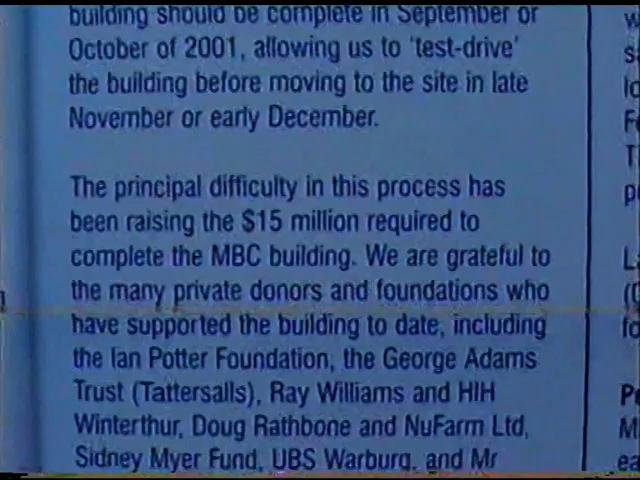 building should be complete in September or
October of 2001, allowing us to 'test-drive'
the building before moving to the site in late
November or early December.
The principal difficulty in this process has
been raising the $15 million required to
complete the MBC building. We are grateful to
the many private donors and foundations who
have supported the building to date, including
the Ian Potter Foundation, the George Adams
Trust (Tattersalls), Ray Williams and HIH
Winterthur, Doug Rathbone and NuFarm Ltd,
Sidney Myer Fund, UBS Warburg, and Mr